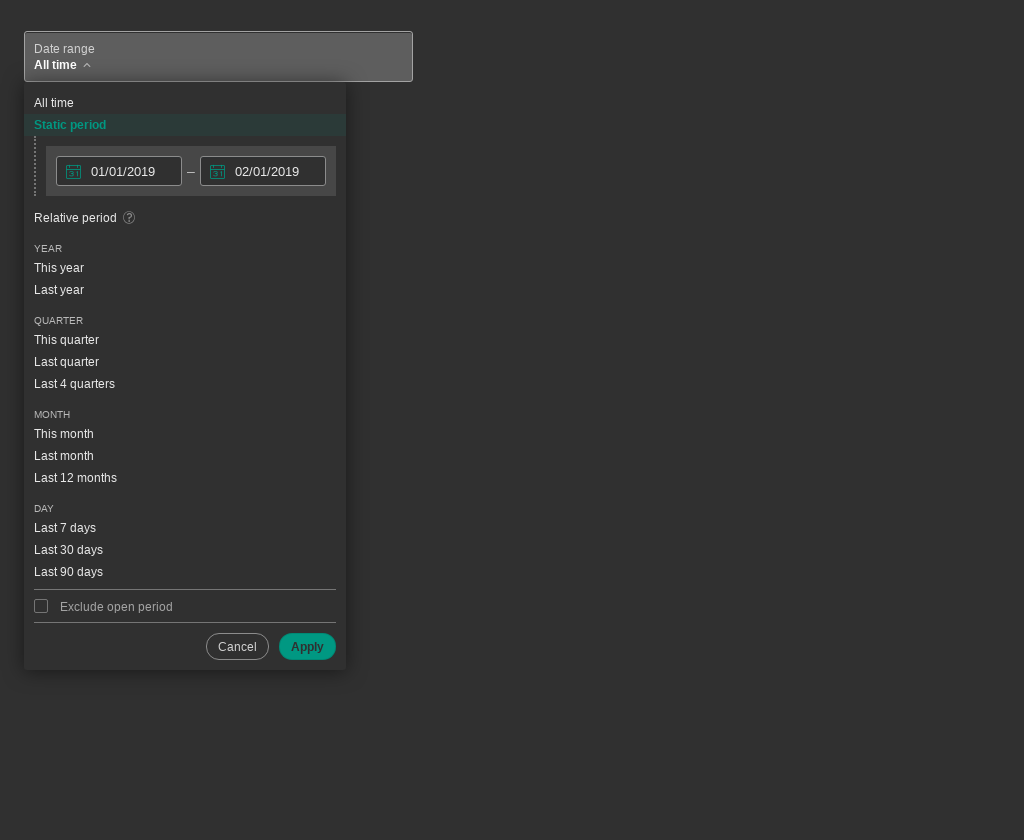 Date range
All time
All time
Static period
01/01/2019 – 02/01/2019
Relative period ?
YEAR
This year
Last year
QUARTER
This quarter
Last quarter
Last 4 quarters
MONTH
This month
Last month
Last 12 months
DAY
Last 7 days
Last 30 days
Last 90 days
Exclude open period
Cancel Apply